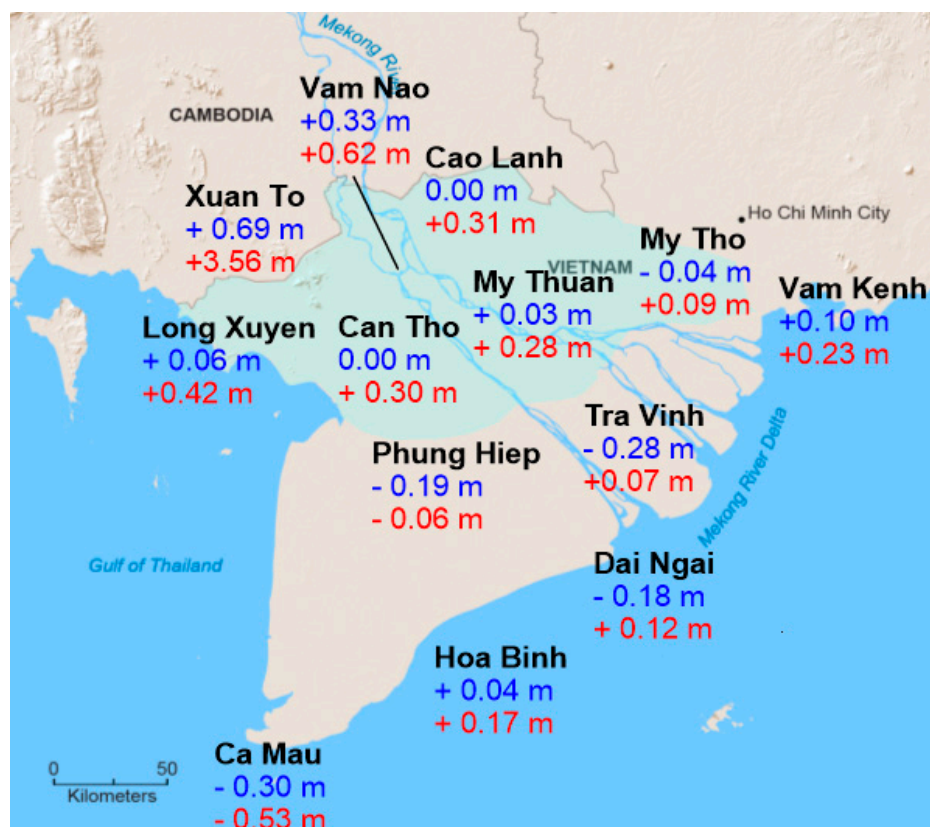 Mekong River
Vam Nao
+0.33 m
+0.62 m
CAMBODIA
Cao Lanh
0.00 m
+0.31 m
Xuan To
+ 0.69 m
+3.56 m
Ho Chi Minh City
My Tho
- 0.04 m
+0.09 m
VIETNAM
My Thuan
+ 0.03 m
+ 0.28 m
Vam Kenh
+0.10 m
+0.23 m
Long Xuyen
+ 0.06 m
+0.42 m
Can Tho
0.00 m
+ 0.30 m
Tra Vinh
- 0.28 m
+0.07 m
Phung Hiep
- 0.19 m
- 0.06 m
Mekong River Delta
Gulf of Thailand
Dai Ngai
- 0.18 m
+ 0.12 m
Hoa Binh
+ 0.04 m
+ 0.17 m
Ca Mau
- 0.30 m
- 0.53 m
0 50
Kilometers